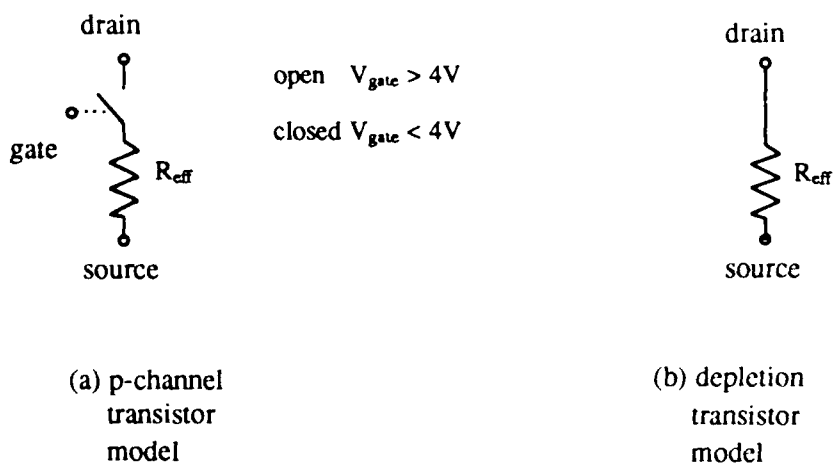 drain
gate
R_eff
source
open V_gate > 4V
closed V_gate < 4V
drain
R_eff
source
(a) p-channel
transistor
model
(b) depletion
transistor
model